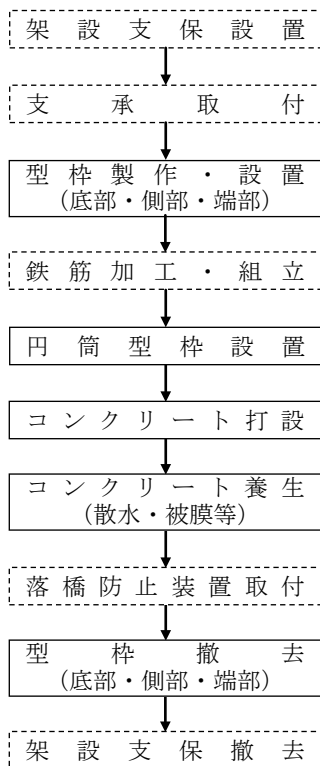 架設支保設置
支承取付
型枠製作・設置
(底部・側部・端部)
鉄筋加工・組立
円筒型枠設置
コンクリート打設
コンクリート養生
(散水・被膜等)
落橋防止装置取付
型枠撤去
(底部・側部・端部)
架設支保撤去